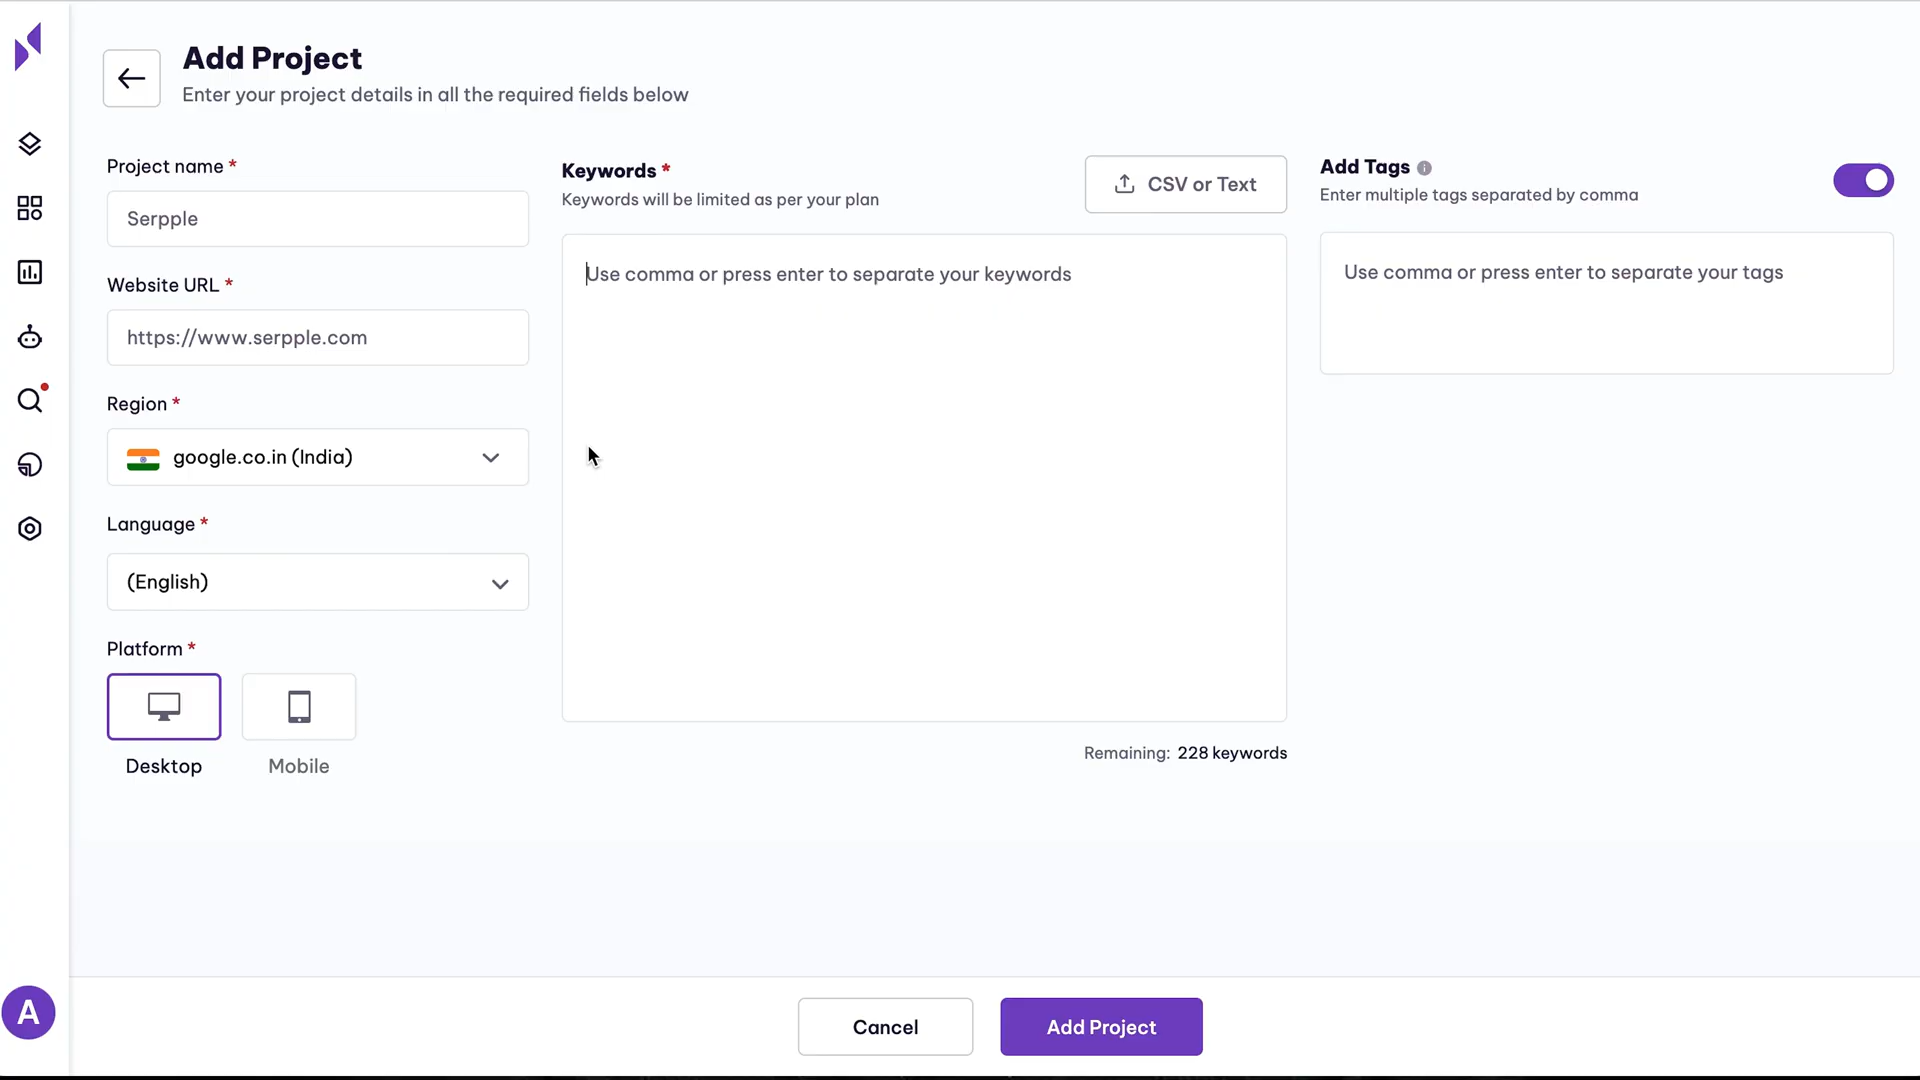 Add Project
Enter your project details in all the required fields below
Project name *
Serpple
Website URL *
https://www.serpple.com
Region *
google.co.in (India)
Language *
(English)
Platform *
Desktop
Mobile
Keywords *
Keywords will be limited as per your plan
CSV or Text
Use comma or press enter to separate your keywords
Remaining: 228 keywords
Add Tags
Enter multiple tags separated by comma
Use comma or press enter to separate your tags
A
Cancel
Add Project